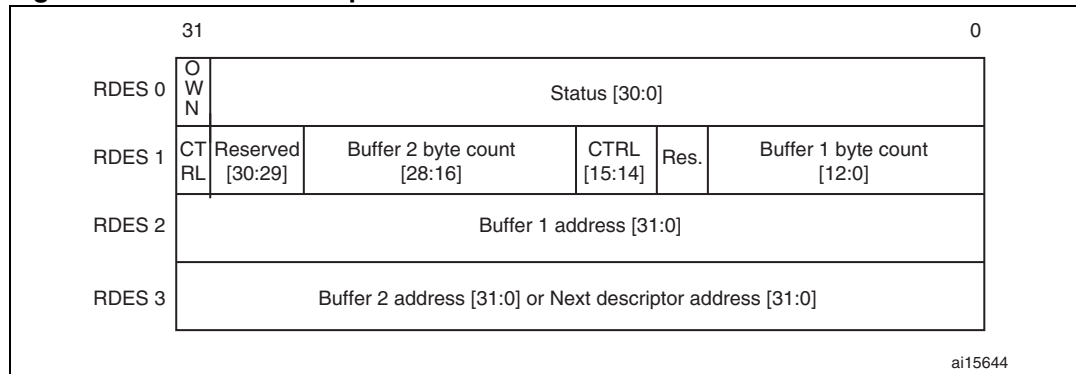 31 0
RDES 0
O
W
N
Status [30:0]
RDES 1
CT
RL
Reserved
[30:29]
Buffer 2 byte count
[28:16]
CTRL
[15:14]
Res.
Buffer 1 byte count
[12:0]
RDES 2
Buffer 1 address [31:0]
RDES 3
Buffer 2 address [31:0] or Next descriptor address [31:0]
ai15644